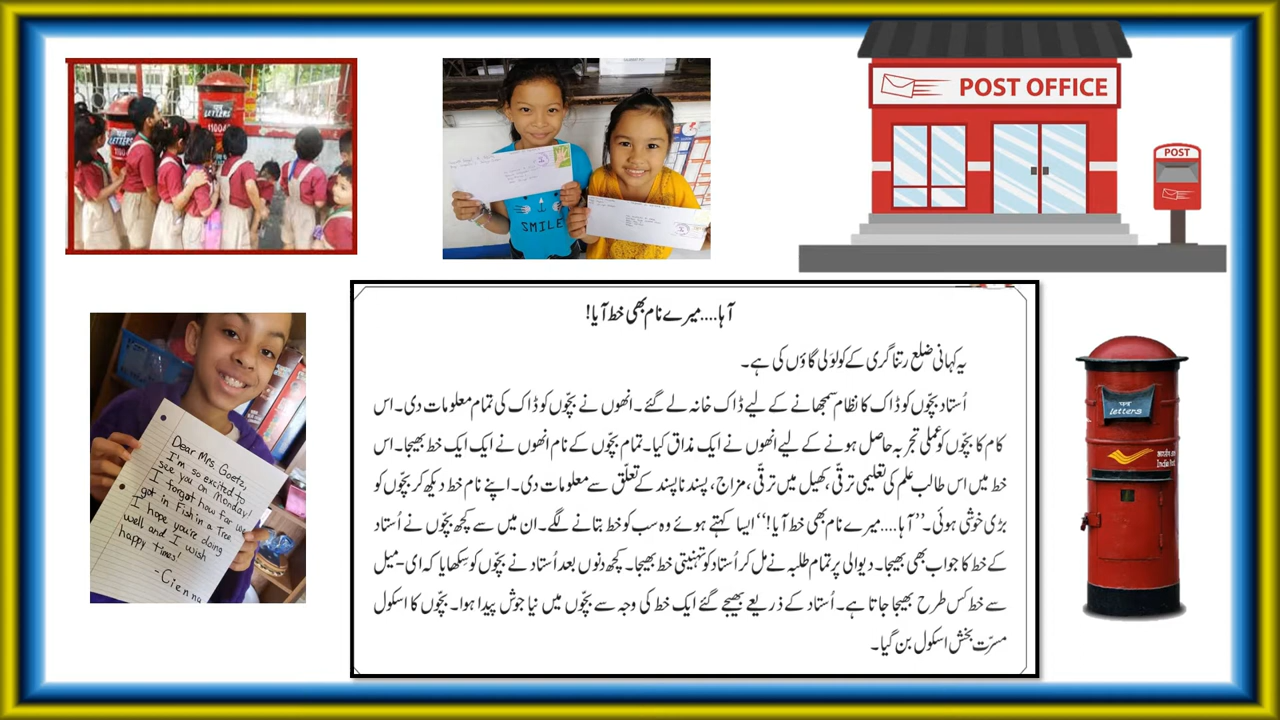 LETTERS
11004
LETTERS
1100
SMILE
POST OFFICE
POST
Dear Mrs. Goetz,
I'm so excited to
see you on Monday!
I forgot how far we
got in Fish in a Tree.
I hope you're doing
well and I wish
happy times!
-Cienna
آہا....میرے نام بھی خط آیا!
یہ کہانی ضلع رتناگری کے کولوَلی گاؤں کی ہے۔
اُستاد بچّوں کو ڈاک کا نظام سمجھانے کے لیے ڈاک خانہ لے گئے۔ انھوں نے بچّوں کو ڈاک کی تمام معلومات دی۔ اس
کام کا بچّوں کو عملی تجربہ حاصل ہونے کے لیے انھوں نے ایک مذاق کیا۔ تمام بچّوں کے نام انھوں نے ایک ایک خط بھیجا۔ اس
خط میں اس طالب علم کی تعلیمی ترقی، کھیل میں ترقی، مزاج، پسند ناپسند کے تعلّق سے معلومات دی۔ اپنے نام خط دیکھ کر بچّوں کو
بڑی خوشی ہوئی۔ ”آہا....میرے نام بھی خط آیا!“ ایسا کہتے ہوئے وہ سب کو خط بتانے لگے۔ ان میں سے کچھ بچّوں نے اُستاد
کے خط کا جواب بھی بھیجا۔ دیوالی پر تمام طلبہ نے مل کر اُستاد کو تہنیتی خط بھیجا۔ کچھ دنوں بعد اُستاد نے بچّوں کو سِکھایا کہ ای-میل
سے خط کس طرح بھیجا جاتا ہے۔ اُستاد کے ذریعے بھیجے گئے ایک خط کی وجہ سے بچّوں میں نیا جوش پیدا ہوا۔ بچّوں کا اسکول
مسرّت بخش اسکول بن گیا۔
पत्र
Letters
India Post